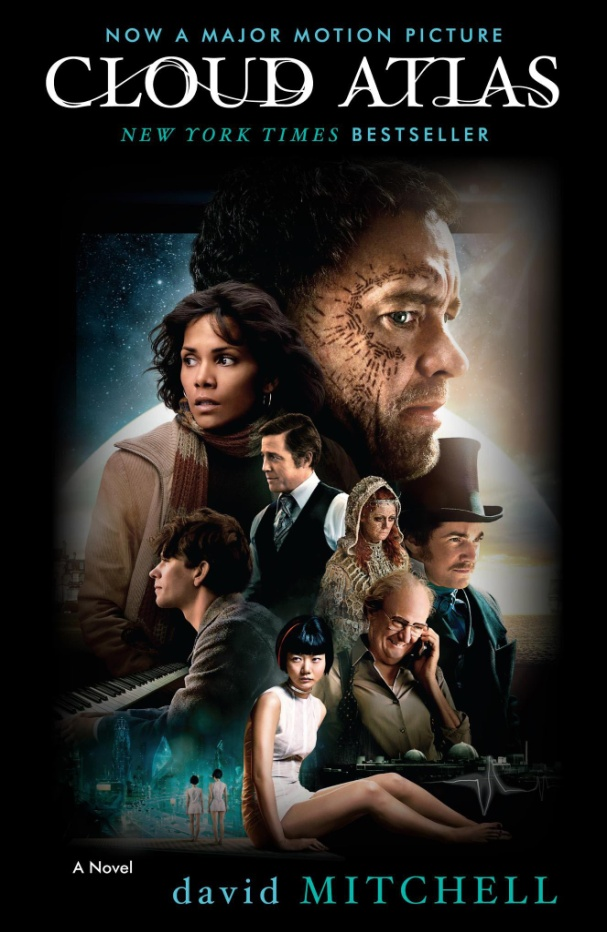 NOW A MAJOR MOTION PICTURE
CLOUD ATLAS
NEW YORK TIMES BESTSELLER
A Novel
david MITCHELL